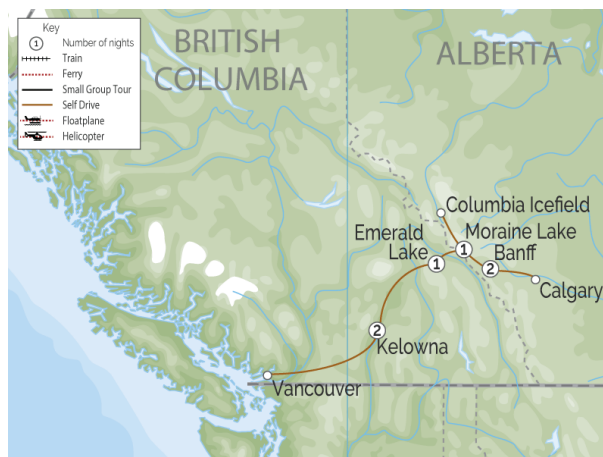 Key
1 Number of nights
Train
Ferry
Small Group Tour
Self Drive
Floatplane
Helicopter
BRITISH
COLUMBIA
ALBERTA
Columbia Icefield
1 Moraine Lake
Emerald
Lake 1
Banff
2
Calgary
2
Kelowna
Vancouver